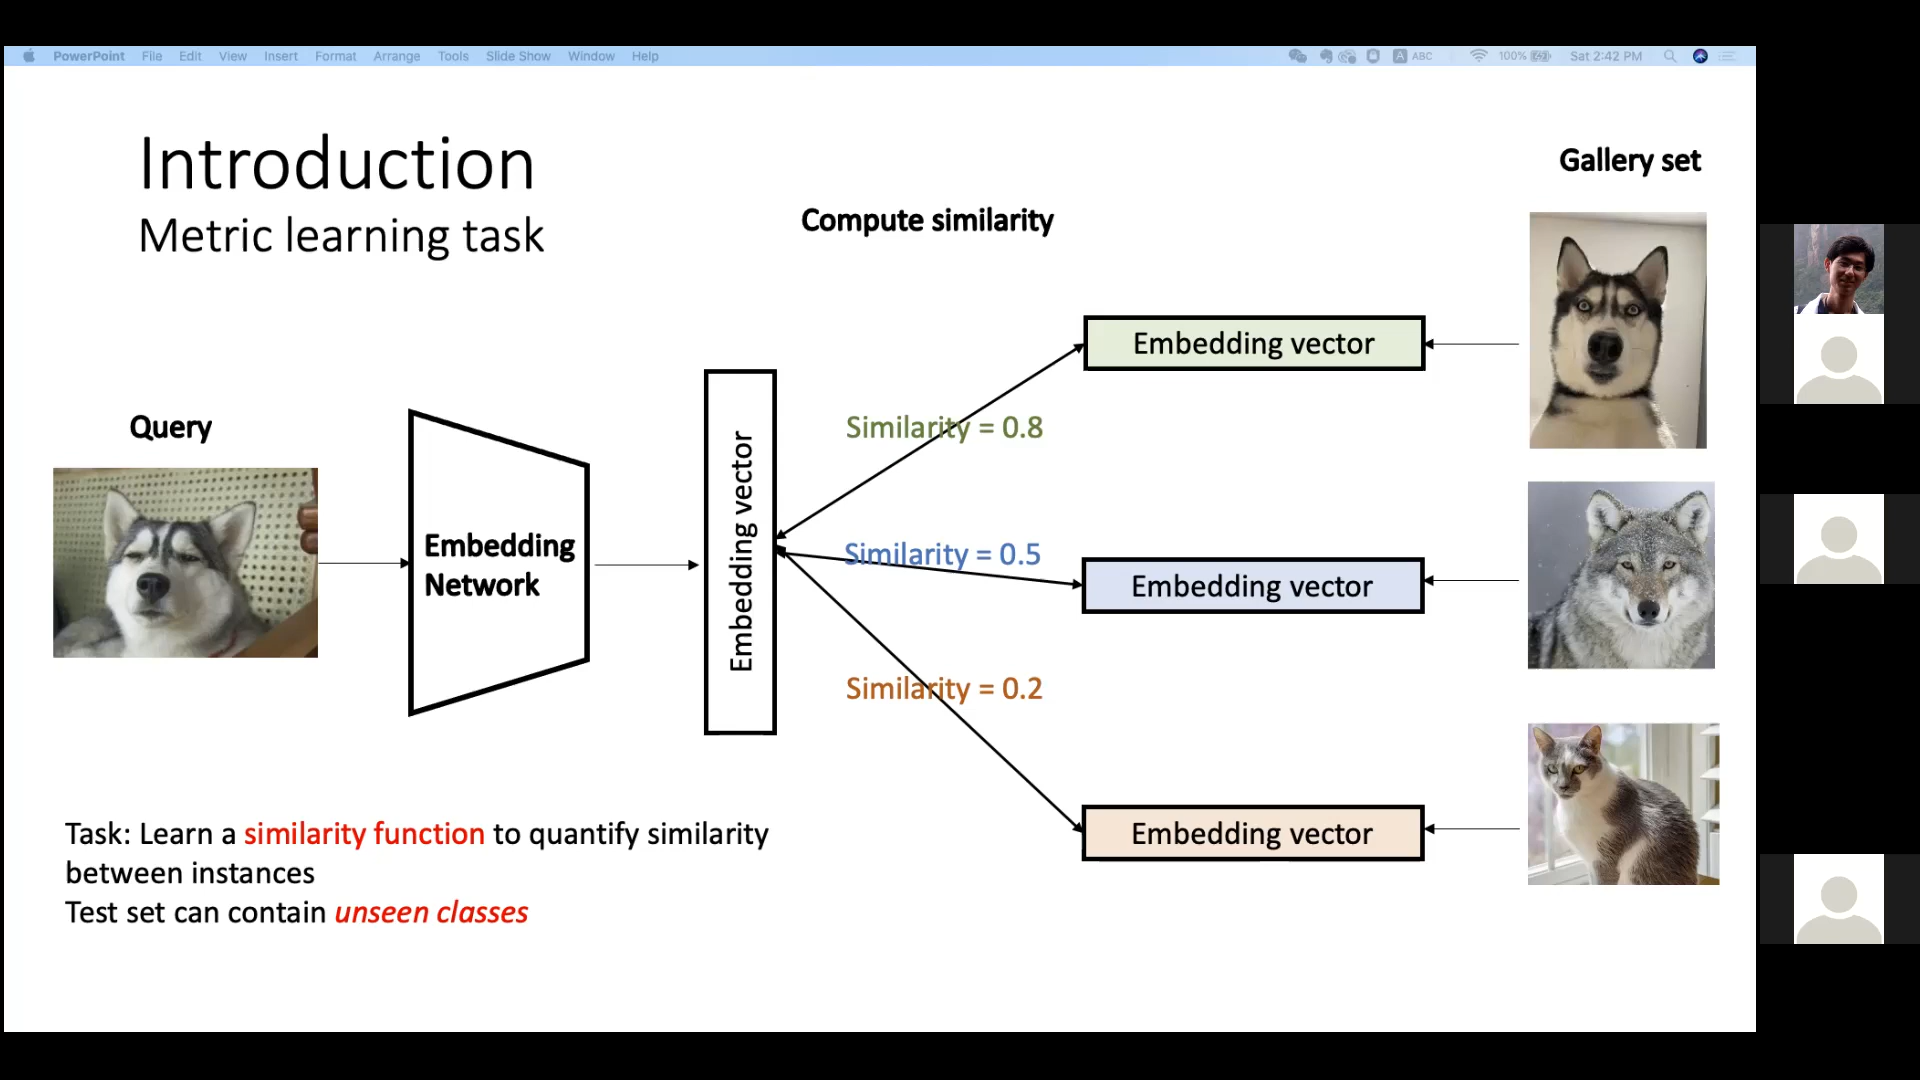 PowerPoint File Edit View Insert Format Arrange Tools Slide Show Window Help A ABC 100% Sat 2:42 PM
Introduction
Metric learning task
Compute similarity
Gallery set
Query
Embedding
Network
Embedding vector
Similarity = 0.8
Similarity = 0.5
Similarity = 0.2
Embedding vector
Embedding vector
Embedding vector
Task: Learn a similarity function to quantify similarity
between instances
Test set can contain unseen classes